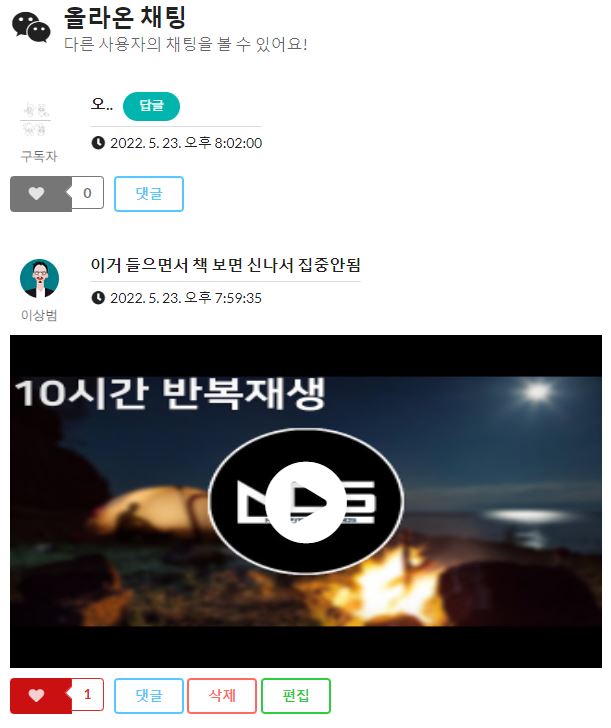 올라온 채팅
다른 사용자의 채팅을 볼 수 있어요!
오.. 답글
2022. 5. 23. 오후 8:02:00
구독자
0 댓글
이거 들으면서 책 보면 신나서 집중안됨
2022. 5. 23. 오후 7:59:35
이상범
10시간 반복재생
1 댓글 삭제 편집